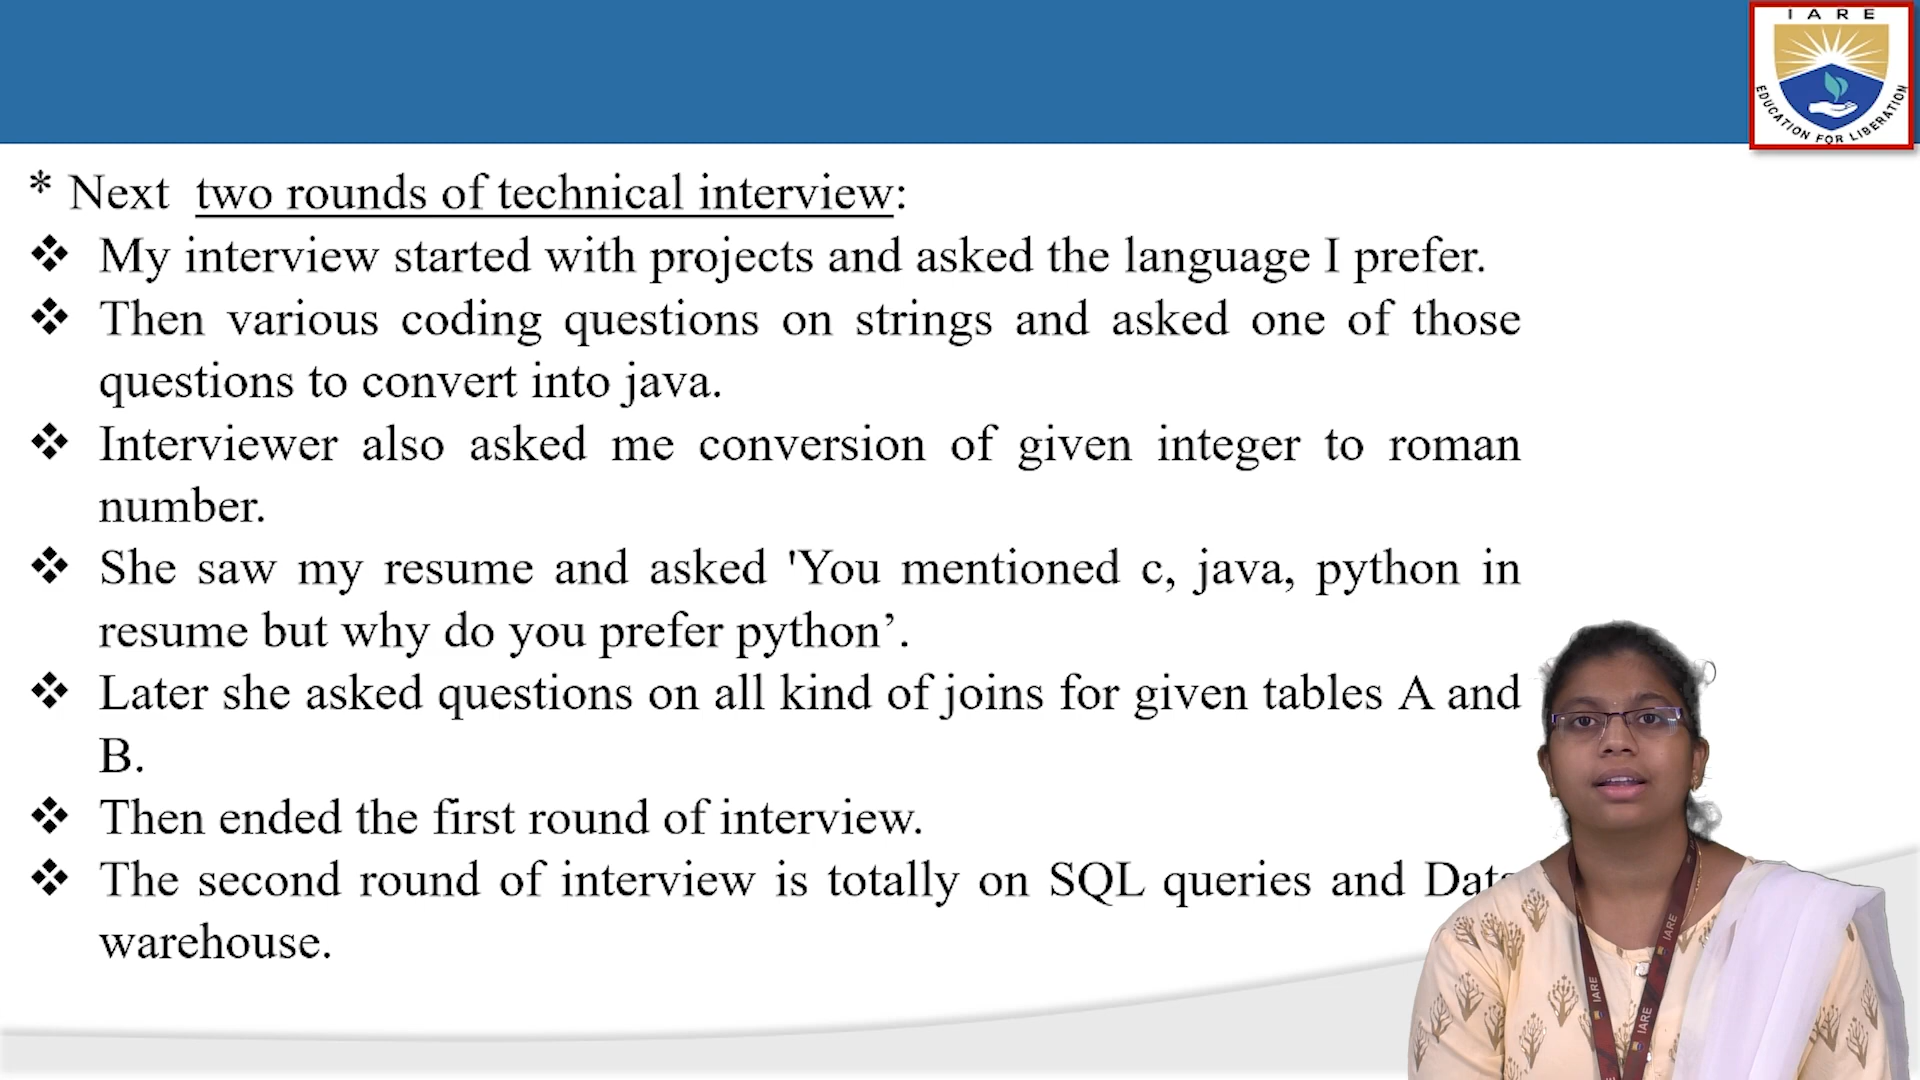 I A R E
EDUCATION FOR LIBERATION
* Next two rounds of technical interview:
❖ My interview started with projects and asked the language I prefer.
❖ Then various coding questions on strings and asked one of those
questions to convert into java.
❖ Interviewer also asked me conversion of given integer to roman
number.
❖ She saw my resume and asked 'You mentioned c, java, python in
resume but why do you prefer python’.
❖ Later she asked questions on all kind of joins for given tables A and
B.
❖ Then ended the first round of interview.
❖ The second round of interview is totally on SQL queries and Data
warehouse.
IARE
IARE
IARE